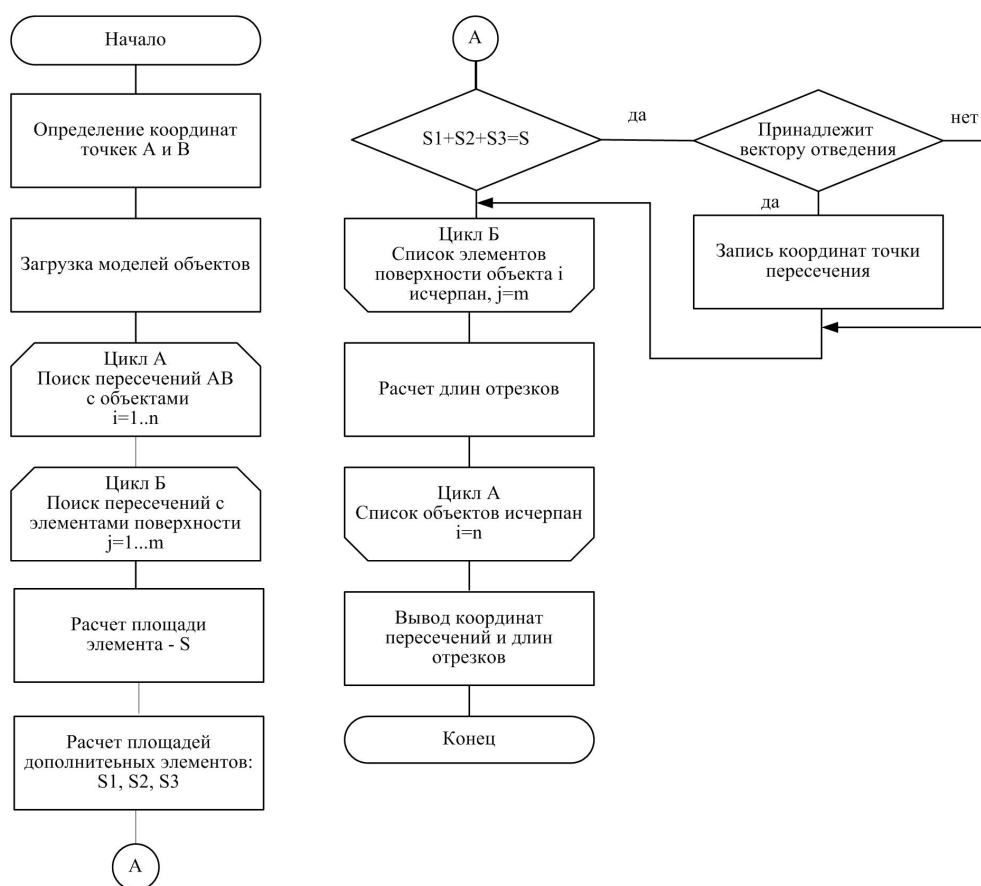 Начало
Определение координат
точкек А и В
Загрузка моделей объектов
Цикл А
Поиск пересечений АВ
с объектами
i=1..n
Цикл Б
Поиск пересечений с
элементами поверхности
j=1...m
Расчет площади
элемента - S
Расчет площадей
дополнитеьных элементов:
S1, S2, S3
А
А
S1+S2+S3=S
да
Принадлежит
вектору отведения
нет
да
Запись координат точки
пересечения
Цикл Б
Список элементов
поверхности объекта i
исчерпан, j=m
Расчет длин отрезков
Цикл А
Список объектов исчерпан
i=n
Вывод координат
пересечений и длин
отрезков
Конец